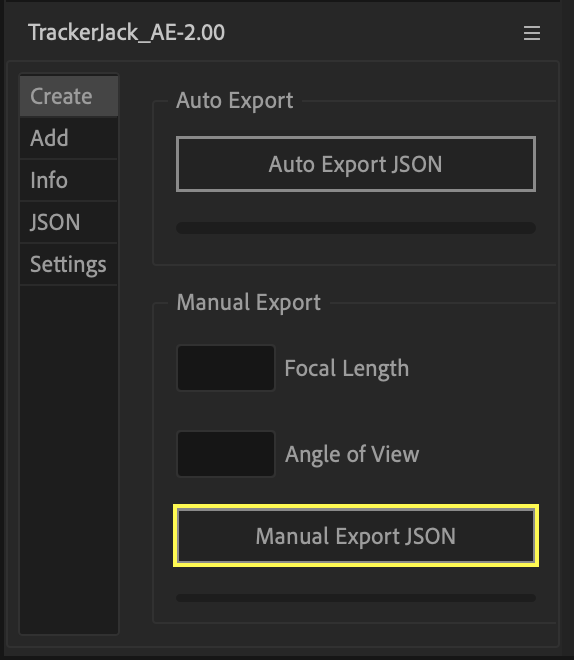 TrackerJack_AE-2.00
Create
Add
Info
JSON
Settings
Auto Export
Auto Export JSON
Manual Export
Focal Length
Angle of View
Manual Export JSON